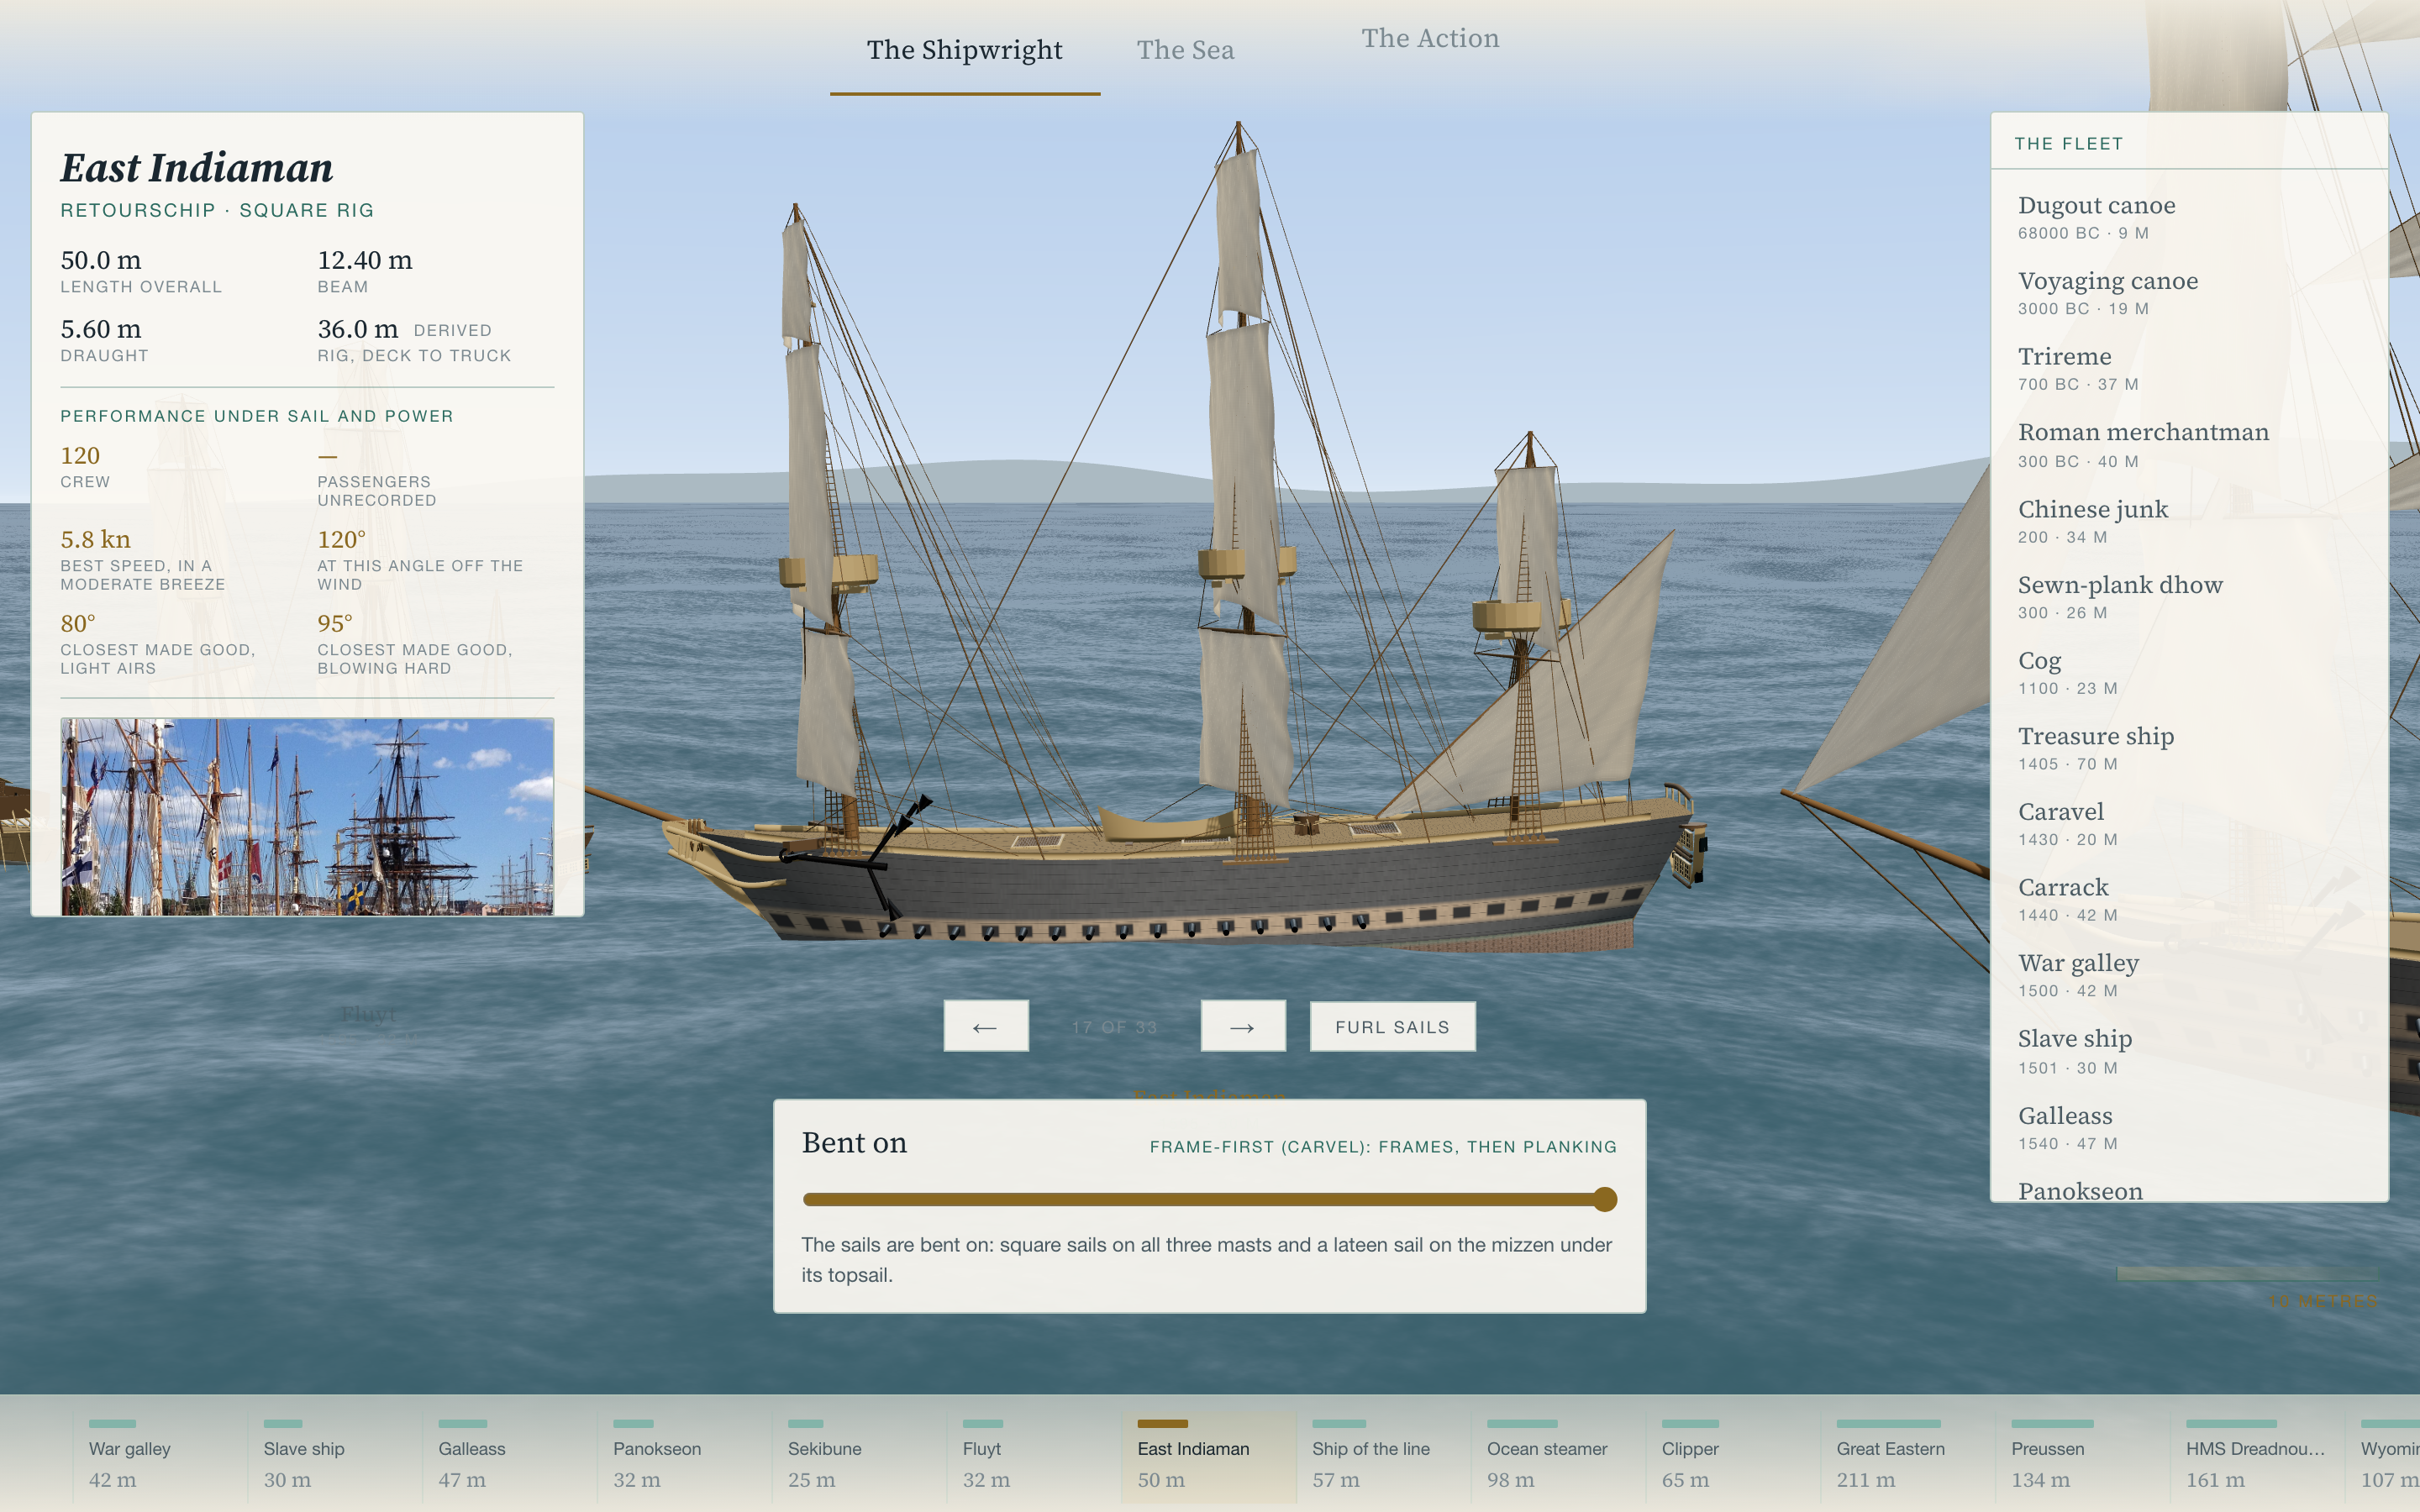 The Shipwright
The Sea
The Action
East Indiaman
RETOURSCHIP · SQUARE RIG
50.0 m
LENGTH OVERALL
12.40 m
BEAM
5.60 m
DRAUGHT
36.0 m DERIVED
RIG, DECK TO TRUCK
PERFORMANCE UNDER SAIL AND POWER
120
CREW
—
PASSENGERS
UNRECORDED
5.8 kn
BEST SPEED, IN A
MODERATE BREEZE
120°
AT THIS ANGLE OFF THE
WIND
80°
CLOSEST MADE GOOD,
LIGHT AIRS
95°
CLOSEST MADE GOOD,
BLOWING HARD
THE FLEET
Dugout canoe
68000 BC · 9 M
Voyaging canoe
3000 BC · 19 M
Trireme
700 BC · 37 M
Roman merchantman
300 BC · 40 M
Chinese junk
200 · 34 M
Sewn-plank dhow
300 · 26 M
Cog
1100 · 23 M
Treasure ship
1405 · 70 M
Caravel
1430 · 20 M
Carrack
1440 · 42 M
War galley
1500 · 42 M
Slave ship
1501 · 30 M
Galleass
1540 · 47 M
Panokseon
Fluyt
←
17 OF 33
→
FURL SAILS
East Indiaman
Bent on
FRAME-FIRST (CARVEL): FRAMES, THEN PLANKING
The sails are bent on: square sails on all three masts and a lateen sail on the mizzen under
its topsail.
10 METRES
War galley
42 m
Slave ship
30 m
Galleass
47 m
Panokseon
32 m
Sekibune
25 m
Fluyt
32 m
East Indiaman
50 m
Ship of the line
57 m
Ocean steamer
98 m
Clipper
65 m
Great Eastern
211 m
Preussen
134 m
HMS Dreadnou...
161 m
Wyomin
107 m